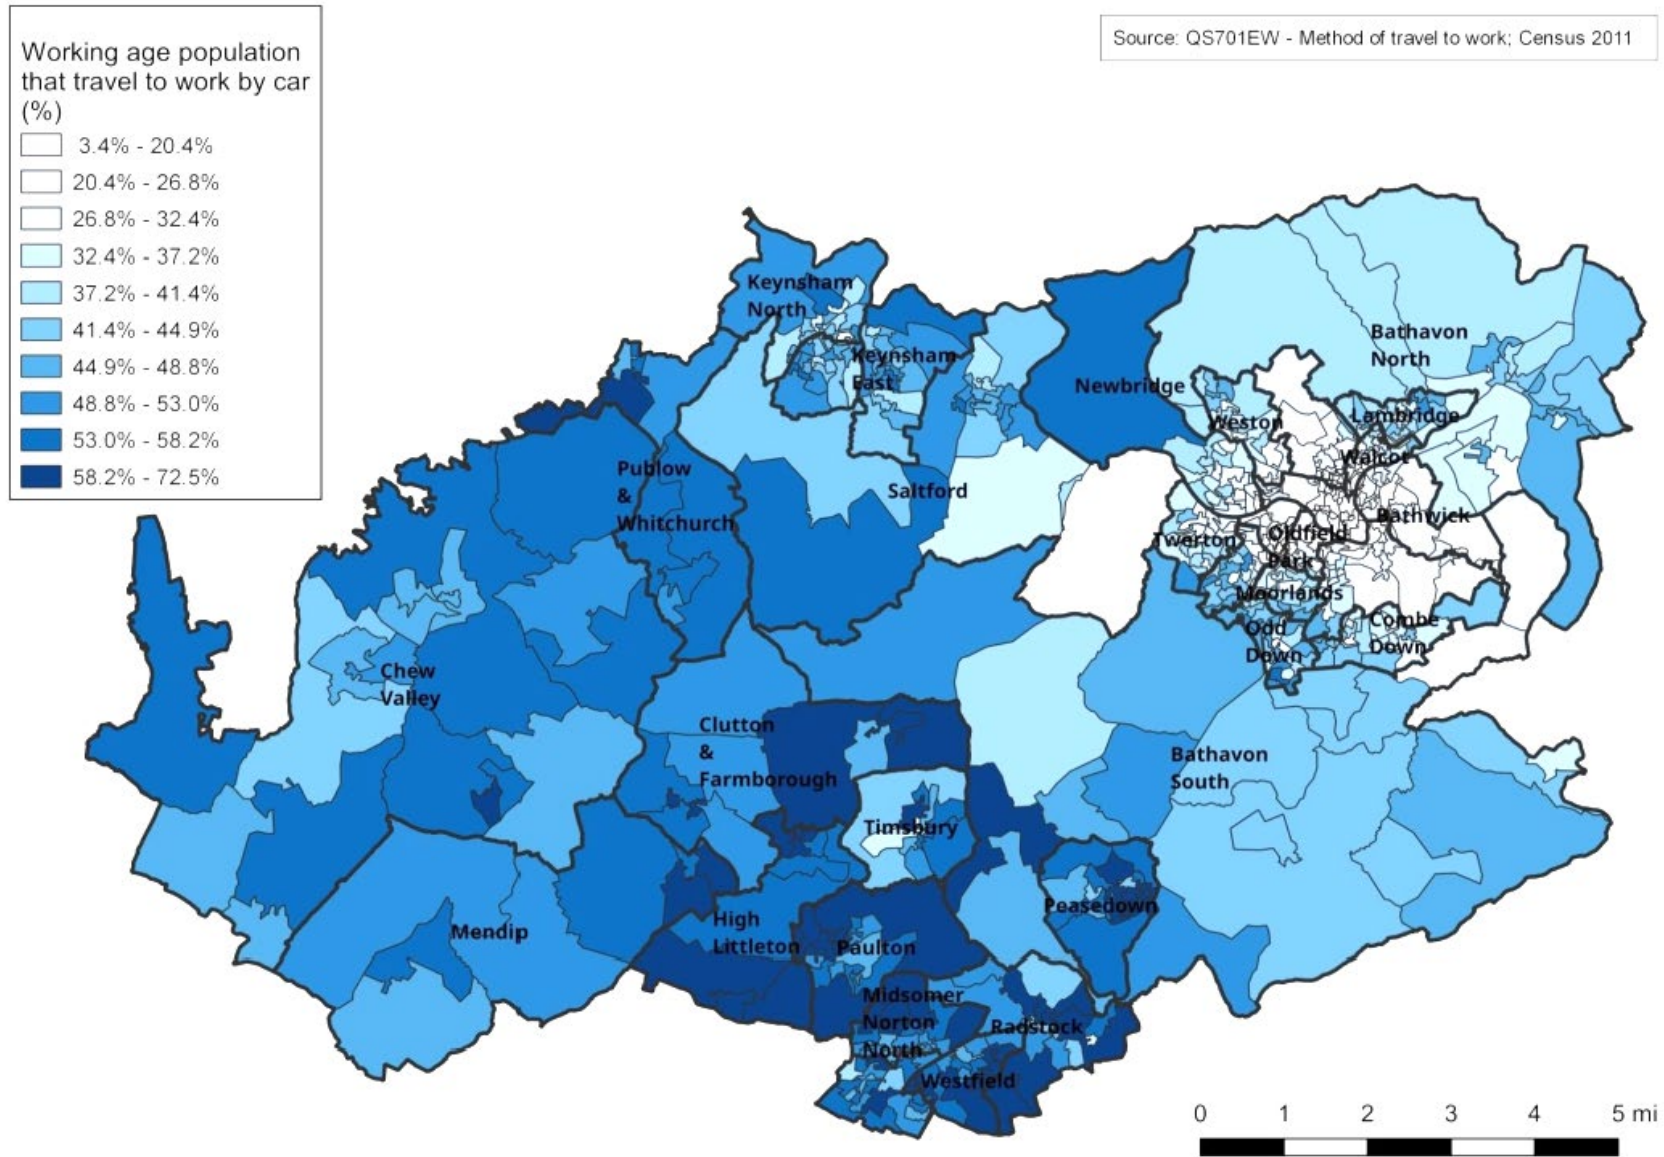 Working age population
that travel to work by car
(%)
3.4% - 20.4%
20.4% - 26.8%
26.8% - 32.4%
32.4% - 37.2%
37.2% - 41.4%
41.4% - 44.9%
44.9% - 48.8%
48.8% - 53.0%
53.0% - 58.2%
58.2% - 72.5%
Source: QS701EW - Method of travel to work; Census 2011
Keynsham
North
Keynsham
East
Newbridge
Bathavon
North
Weston
Lambridge
Walcot
Publow
&
Whitchurch
Saltford
Bathwick
Twerton
Oldfield
Park
Moorlands
Odd
Down
Combe
Down
Chew
Valley
Clutton
&
Farmborough
Bathavon
South
Timsbury
Peasedown
Mendip
High
Littleton
Paulton
Midsomer
Norton
North
Radstock
Westfield
0 1 2 3 4 5 mi